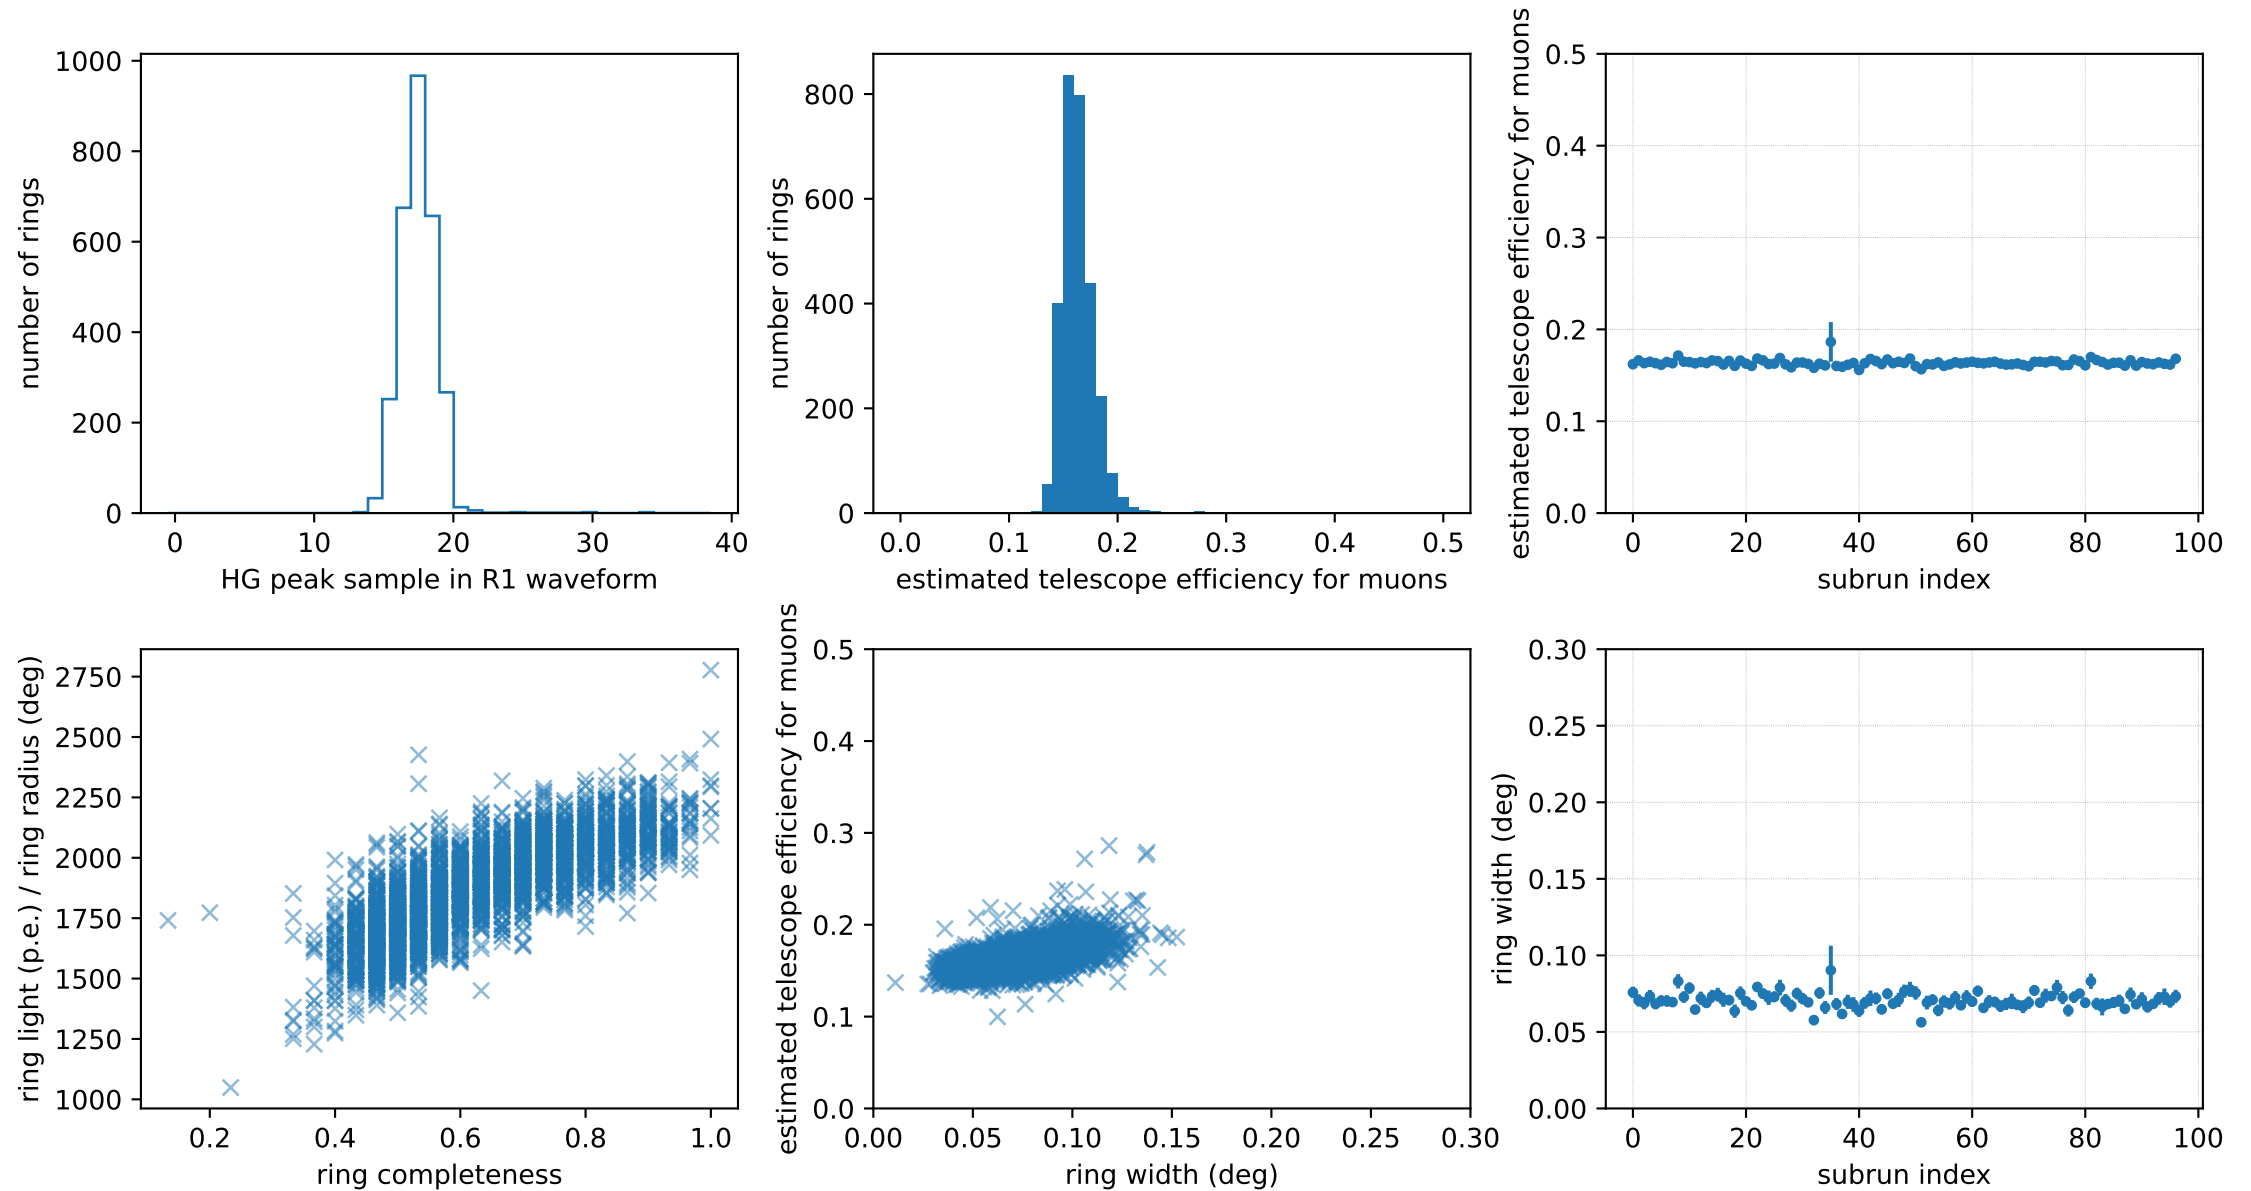 1000
800
600
400
200
0
number of rings
0 10 20 30 40
HG peak sample in R1 waveform
800
600
400
200
0
number of rings
0.0 0.1 0.2 0.3 0.4 0.5
estimated telescope efficiency for muons
0.5
0.4
0.3
0.2
0.1
0.0
estimated telescope efficiency for muons
0 20 40 60 80 100
subrun index
2750
2500
2250
2000
1750
1500
1250
1000
ring light (p.e.) / ring radius (deg)
0.2 0.4 0.6 0.8 1.0
ring completeness
0.5
0.4
0.3
0.2
0.1
0.0
estimated telescope efficiency for muons
0.00 0.05 0.10 0.15 0.20 0.25 0.30
ring width (deg)
0.30
0.25
0.20
0.15
0.10
0.05
0.00
ring width (deg)
0 20 40 60 80 100
subrun index